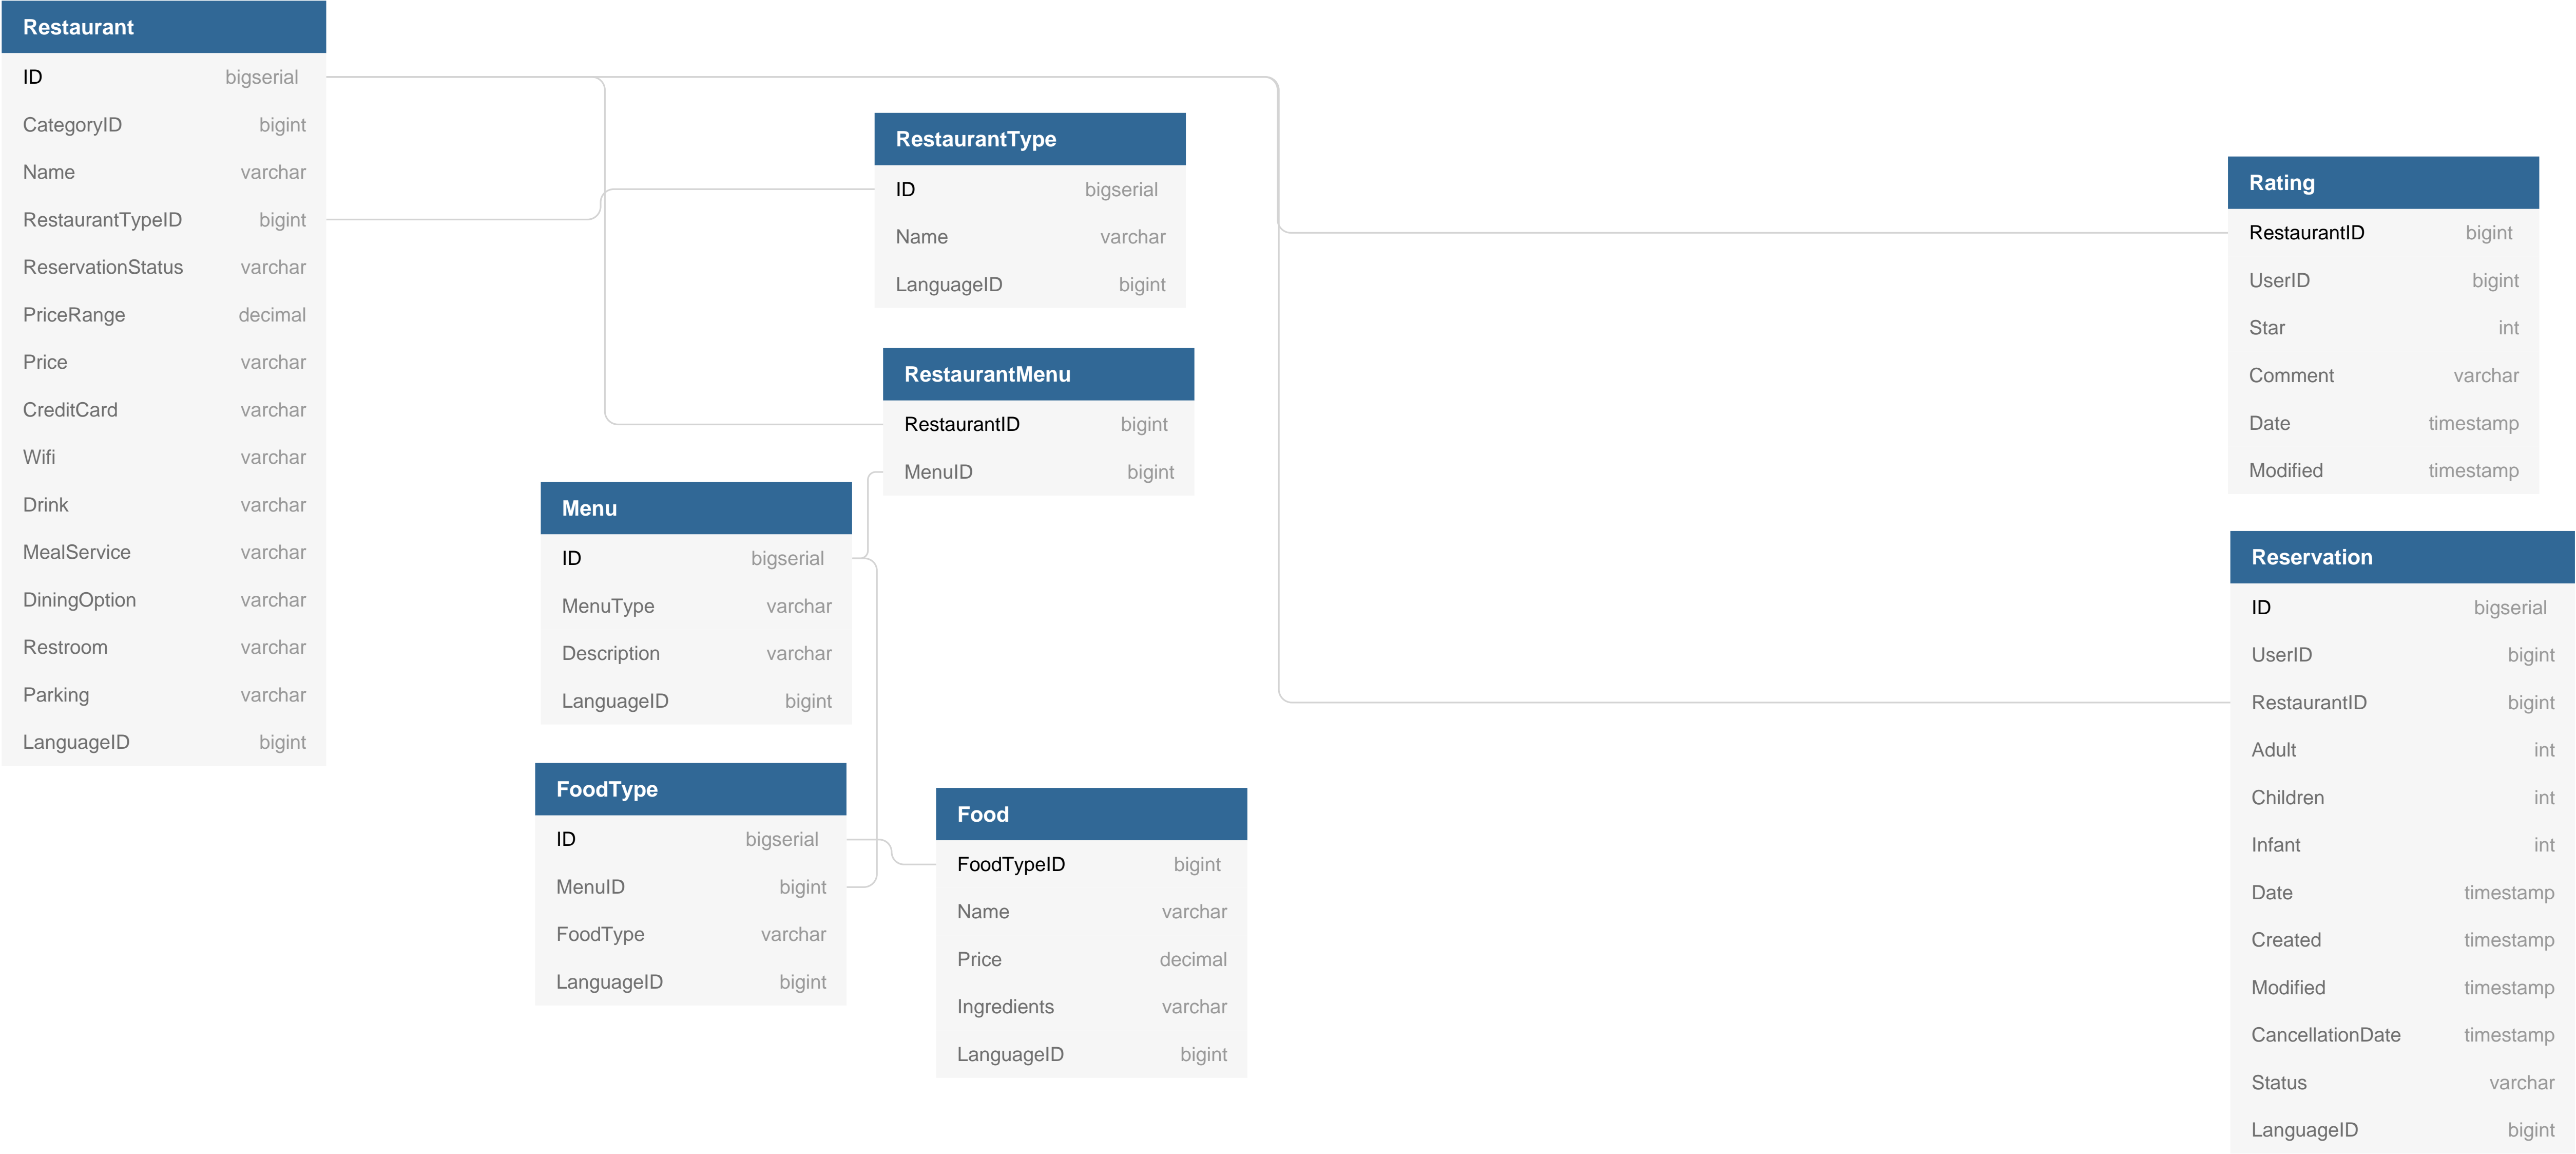 Restaurant
ID bigserial
CategoryID bigint
Name varchar
RestaurantTypeID bigint
ReservationStatus varchar
PriceRange decimal
Price varchar
CreditCard varchar
Wifi varchar
Drink varchar
MealService varchar
DiningOption varchar
Restroom varchar
Parking varchar
LanguageID bigint
RestaurantType
ID bigserial
Name varchar
LanguageID bigint
RestaurantMenu
RestaurantID bigint
MenuID bigint
Menu
ID bigserial
MenuType varchar
Description varchar
LanguageID bigint
FoodType
ID bigserial
MenuID bigint
FoodType varchar
LanguageID bigint
Food
FoodTypeID bigint
Name varchar
Price decimal
Ingredients varchar
LanguageID bigint
Rating
RestaurantID bigint
UserID bigint
Star int
Comment varchar
Date timestamp
Modified timestamp
Reservation
ID bigserial
UserID bigint
RestaurantID bigint
Adult int
Children int
Infant int
Date timestamp
Created timestamp
Modified timestamp
CancellationDate timestamp
Status varchar
LanguageID bigint